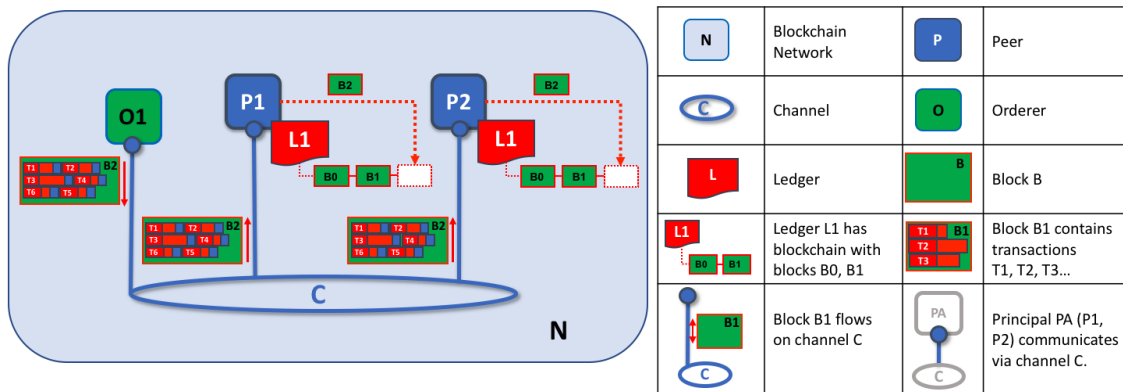 O1
P1
B2
P2
B2
L1
L1
B0 B1
B0 B1
T1 T2 B2
T3 T4
T6 T5
T1 T2 B2
T3 T4
T6 T5
T1 T2 B2
T3 T4
T6 T5
C
N
N
Blockchain
Network
P
Peer
C
Channel
O
Orderer
L
Ledger
B
Block B
L1
B0 B1
Ledger L1 has
blockchain with
blocks B0, B1
T1 B1
T2
T3
Block B1 contains
transactions
T1, T2, T3...
B1
C
Block B1 flows
on channel C
PA
C
Principal PA (P1,
P2) communicates
via channel C.